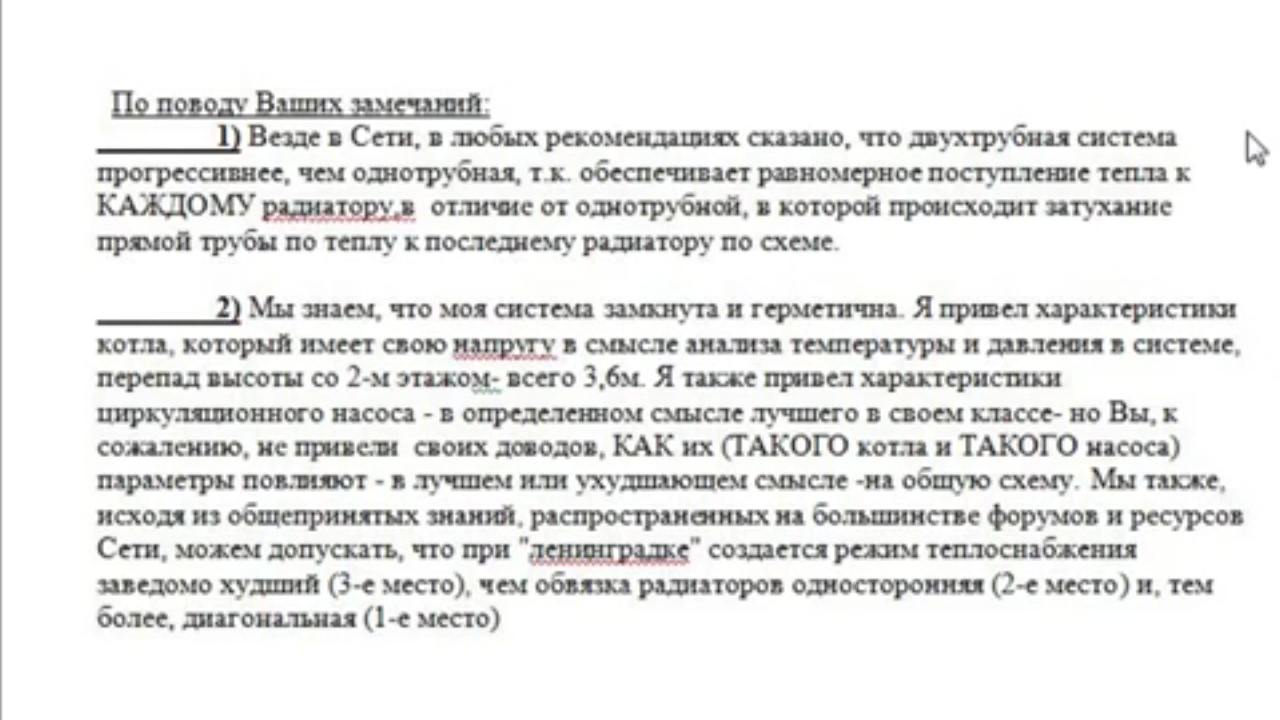 По поводу Ваших замечаний:
1) Везде в Сети, в любых рекомендациях сказано, что двухтрубная система
прогрессивнее, чем однотрубная, т.к. обеспечивает равномерное поступление тепла к
КАЖДОМУ радиатору,в отличие от однотрубной, в которой происходит затухание
прямой трубы по теплу к последнему радиатору по схеме.
2) Мы знаем, что моя система замкнута и герметична. Я привел характеристики
котла, который имеет свою напругу в смысле анализа температуры и давления в системе,
перепад высоты со 2-м этажом- всего 3,6м. Я также привел характеристики
циркуляционного насоса - в определенном смысле лучшего в своем классе- но Вы, к
сожалению, не привели своих доводов, КАК их (ТАКОГО котла и ТАКОГО насоса)
параметры повлияют - в лучшем или ухудшающем смысле -на общую схему. Мы также,
исходя из общепринятых знаний, распространенных на большинстве форумов и ресурсов
Сети, можем допускать, что при "ленинградке" создается режим теплоснабжения
заведомо худший (3-е место), чем обвязка радиаторов односторонняя (2-е место) и, тем
более, диагональная (1-е место)